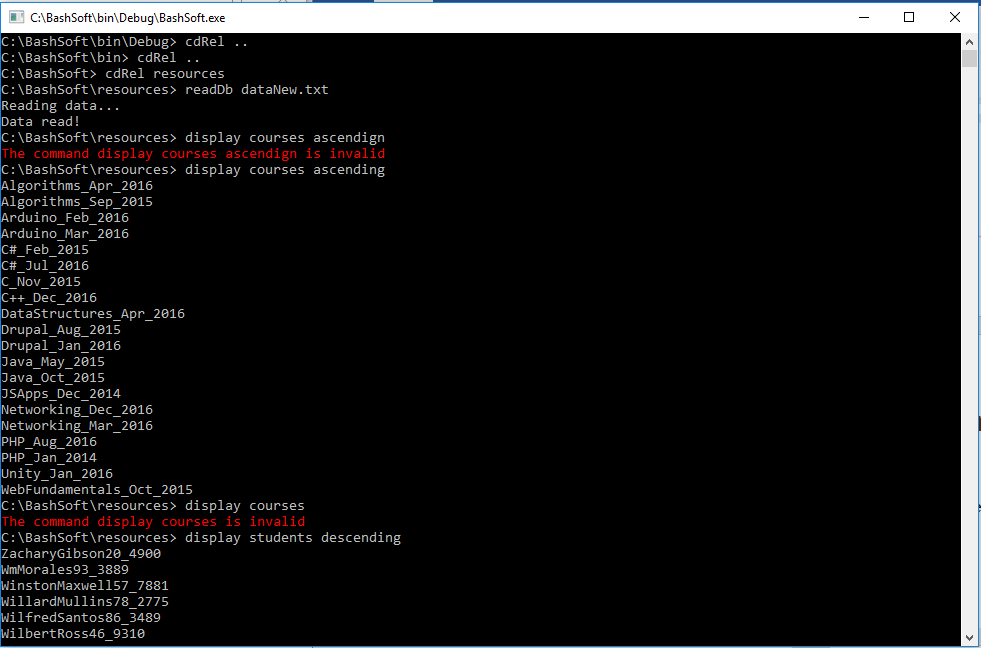 C:\BashSoft\bin\Debug\BashSoft.exe
C:\BashSoft\bin\Debug> cdRel ..
C:\BashSoft\bin> cdRel ..
C:\BashSoft> cdRel resources
C:\BashSoft\resources> readDb dataNew.txt
Reading data...
Data read!
C:\BashSoft\resources> display courses ascendign
The command display courses ascendign is invalid
C:\BashSoft\resources> display courses ascending
Algorithms_Apr_2016
Algorithms_Sep_2015
Arduino_Feb_2016
Arduino_Mar_2016
C#_Feb_2015
C#_Jul_2016
C_Nov_2015
C++_Dec_2016
DataStructures_Apr_2016
Drupal_Aug_2015
Drupal_Jan_2016
Java_May_2015
Java_Oct_2015
JSApps_Dec_2014
Networking_Dec_2016
Networking_Mar_2016
PHP_Aug_2016
PHP_Jan_2014
Unity_Jan_2016
WebFundamentals_Oct_2015
C:\BashSoft\resources> display courses
The command display courses is invalid
C:\BashSoft\resources> display students descending
ZacharyGibson20_4900
WmMorales93_3889
WinstonMaxwell57_7881
WillardMullins78_2775
WilfredSantos86_3489
WilbertRoss46_9310